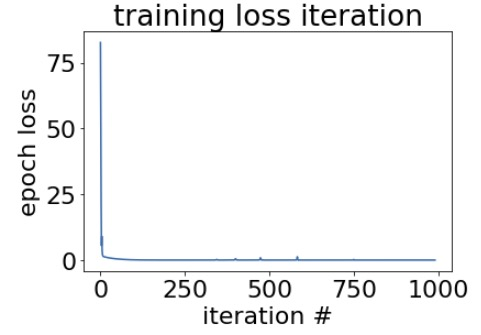 training loss iteration
75
50
25
0
epoch loss
0 250 500 750 1000
iteration #